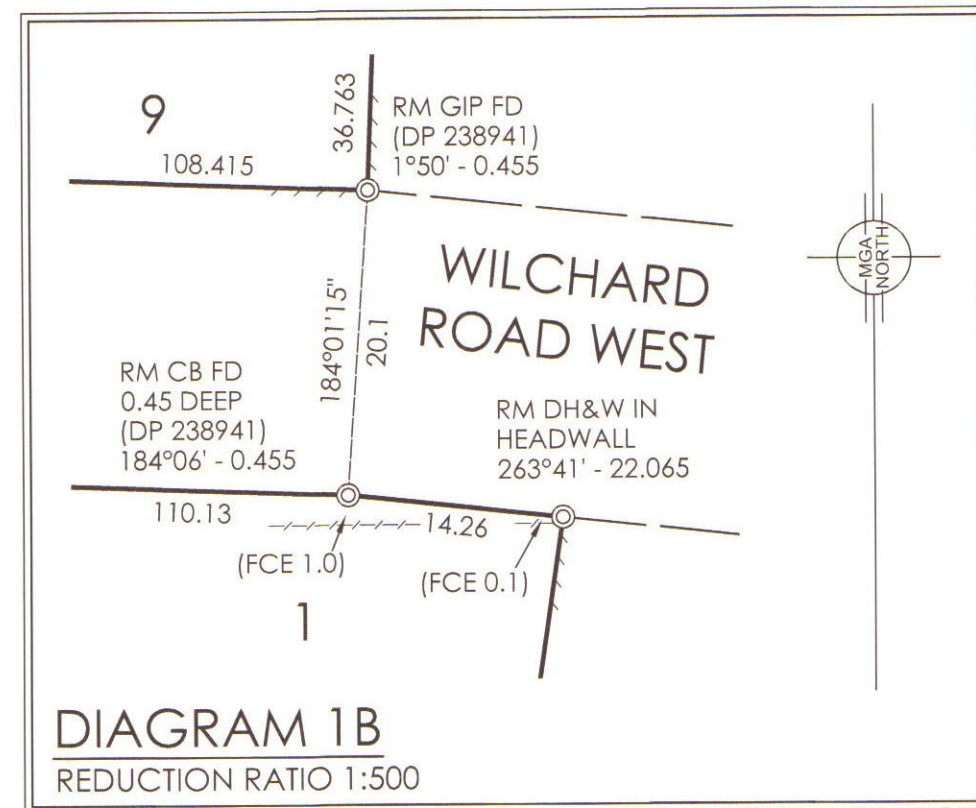 9
108.415
36.763
RM GIP FD
(DP 238941)
1°50' - 0.455
WILCHARD
ROAD WEST
MGA
NORTH
184°01'15"
20.1
RM CB FD
0.45 DEEP
(DP 238941)
184°06' - 0.455
RM DH&W IN
HEADWALL
263°41' - 22.065
110.13
14.26
(FCE 1.0)
(FCE 0.1)
1
DIAGRAM 1B
REDUCTION RATIO 1:500